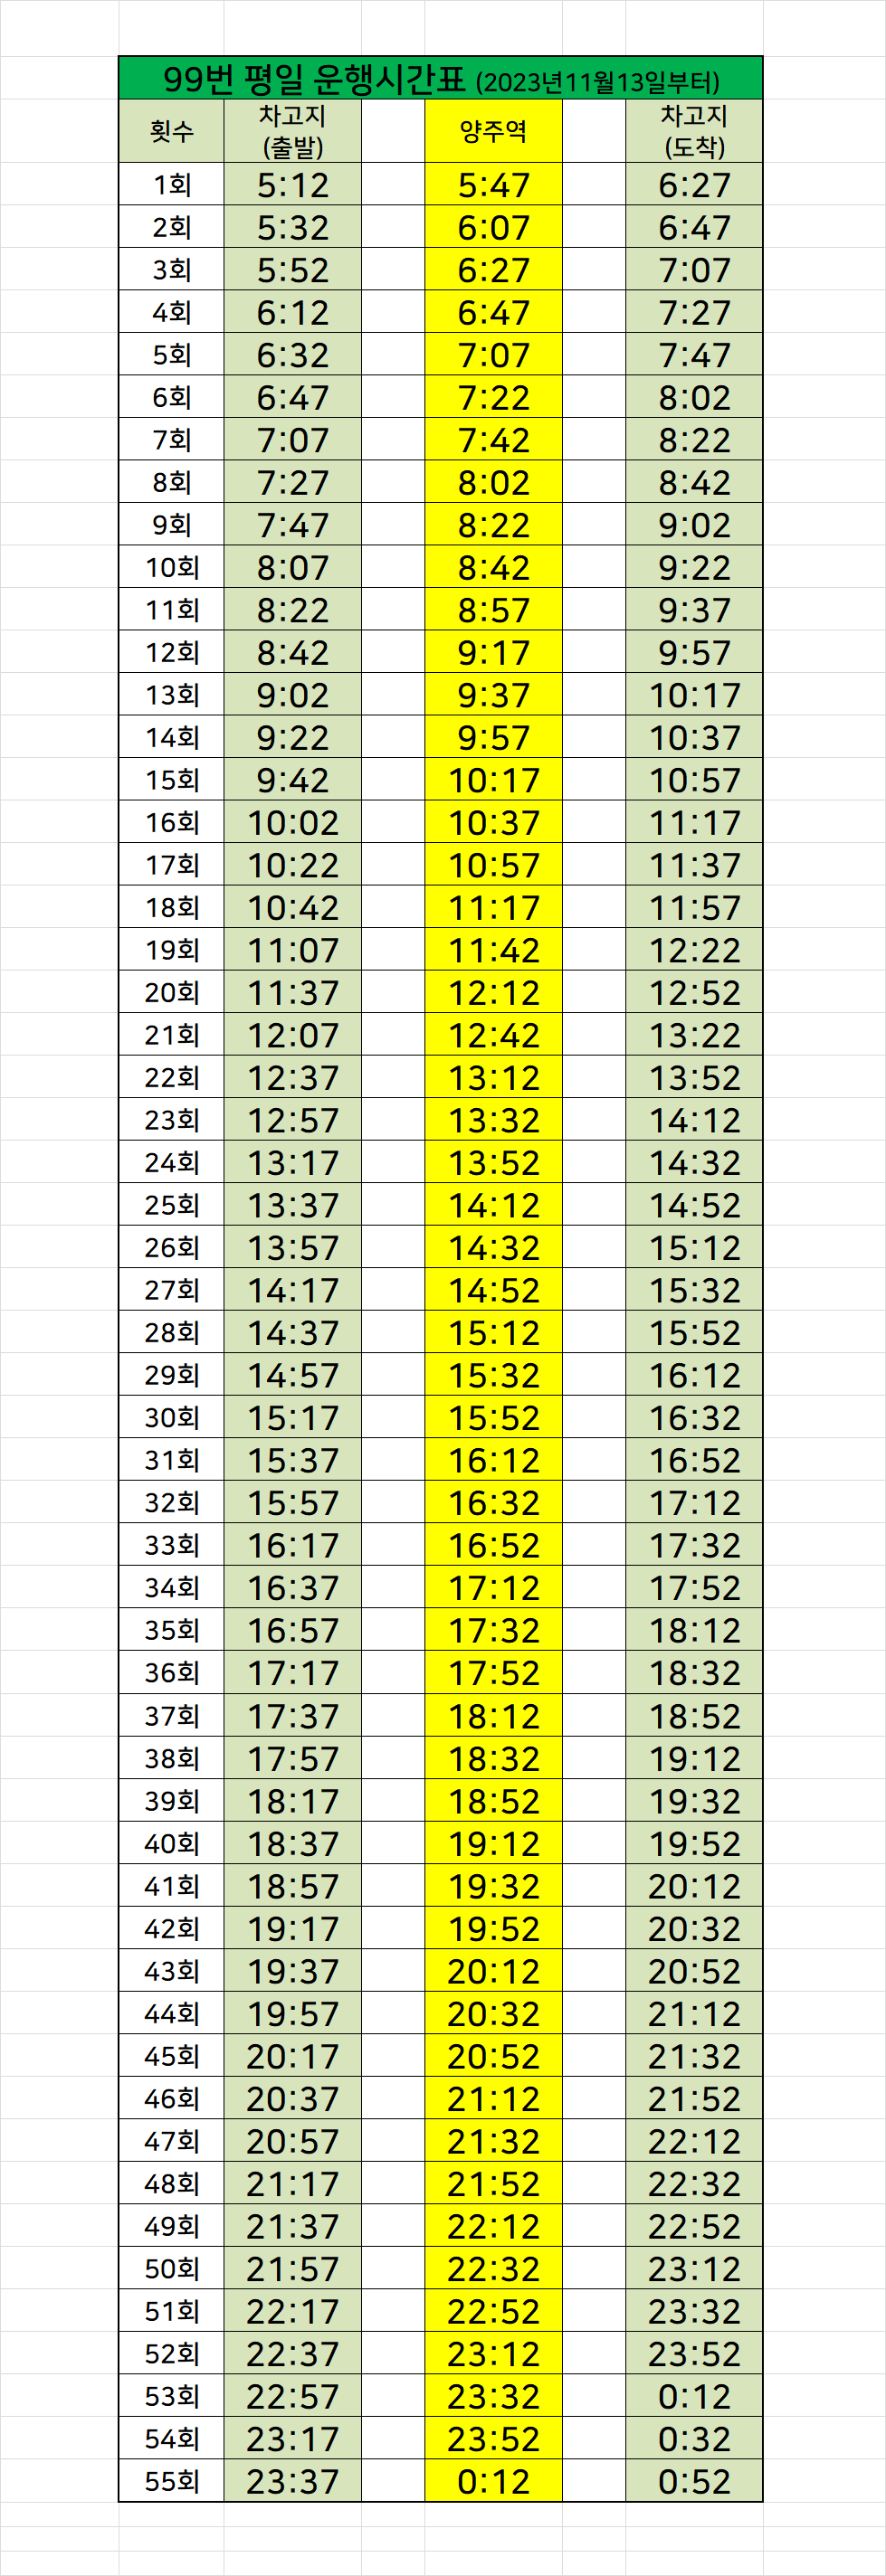 99번 평일 운행시간표 (2023년11월13일부터)
횟수 차고지 (출발) 양주역 차고지 (도착)
1회 5:12 5:47 6:27
2회 5:32 6:07 6:47
3회 5:52 6:27 7:07
4회 6:12 6:47 7:27
5회 6:32 7:07 7:47
6회 6:47 7:22 8:02
7회 7:07 7:42 8:22
8회 7:27 8:02 8:42
9회 7:47 8:22 9:02
10회 8:07 8:42 9:22
11회 8:22 8:57 9:37
12회 8:42 9:17 9:57
13회 9:02 9:37 10:17
14회 9:22 9:57 10:37
15회 9:42 10:17 10:57
16회 10:02 10:37 11:17
17회 10:22 10:57 11:37
18회 10:42 11:17 11:57
19회 11:07 11:42 12:22
20회 11:37 12:12 12:52
21회 12:07 12:42 13:22
22회 12:37 13:12 13:52
23회 12:57 13:32 14:12
24회 13:17 13:52 14:32
25회 13:37 14:12 14:52
26회 13:57 14:32 15:12
27회 14:17 14:52 15:32
28회 14:37 15:12 15:52
29회 14:57 15:32 16:12
30회 15:17 15:52 16:32
31회 15:37 16:12 16:52
32회 15:57 16:32 17:12
33회 16:17 16:52 17:32
34회 16:37 17:12 17:52
35회 16:57 17:32 18:12
36회 17:17 17:52 18:32
37회 17:37 18:12 18:52
38회 17:57 18:32 19:12
39회 18:17 18:52 19:32
40회 18:37 19:12 19:52
41회 18:57 19:32 20:12
42회 19:17 19:52 20:32
43회 19:37 20:12 20:52
44회 19:57 20:32 21:12
45회 20:17 20:52 21:32
46회 20:37 21:12 21:52
47회 20:57 21:32 22:12
48회 21:17 21:52 22:32
49회 21:37 22:12 22:52
50회 21:57 22:32 23:12
51회 22:17 22:52 23:32
52회 22:37 23:12 23:52
53회 22:57 23:32 0:12
54회 23:17 23:52 0:32
55회 23:37 0:12 0:52